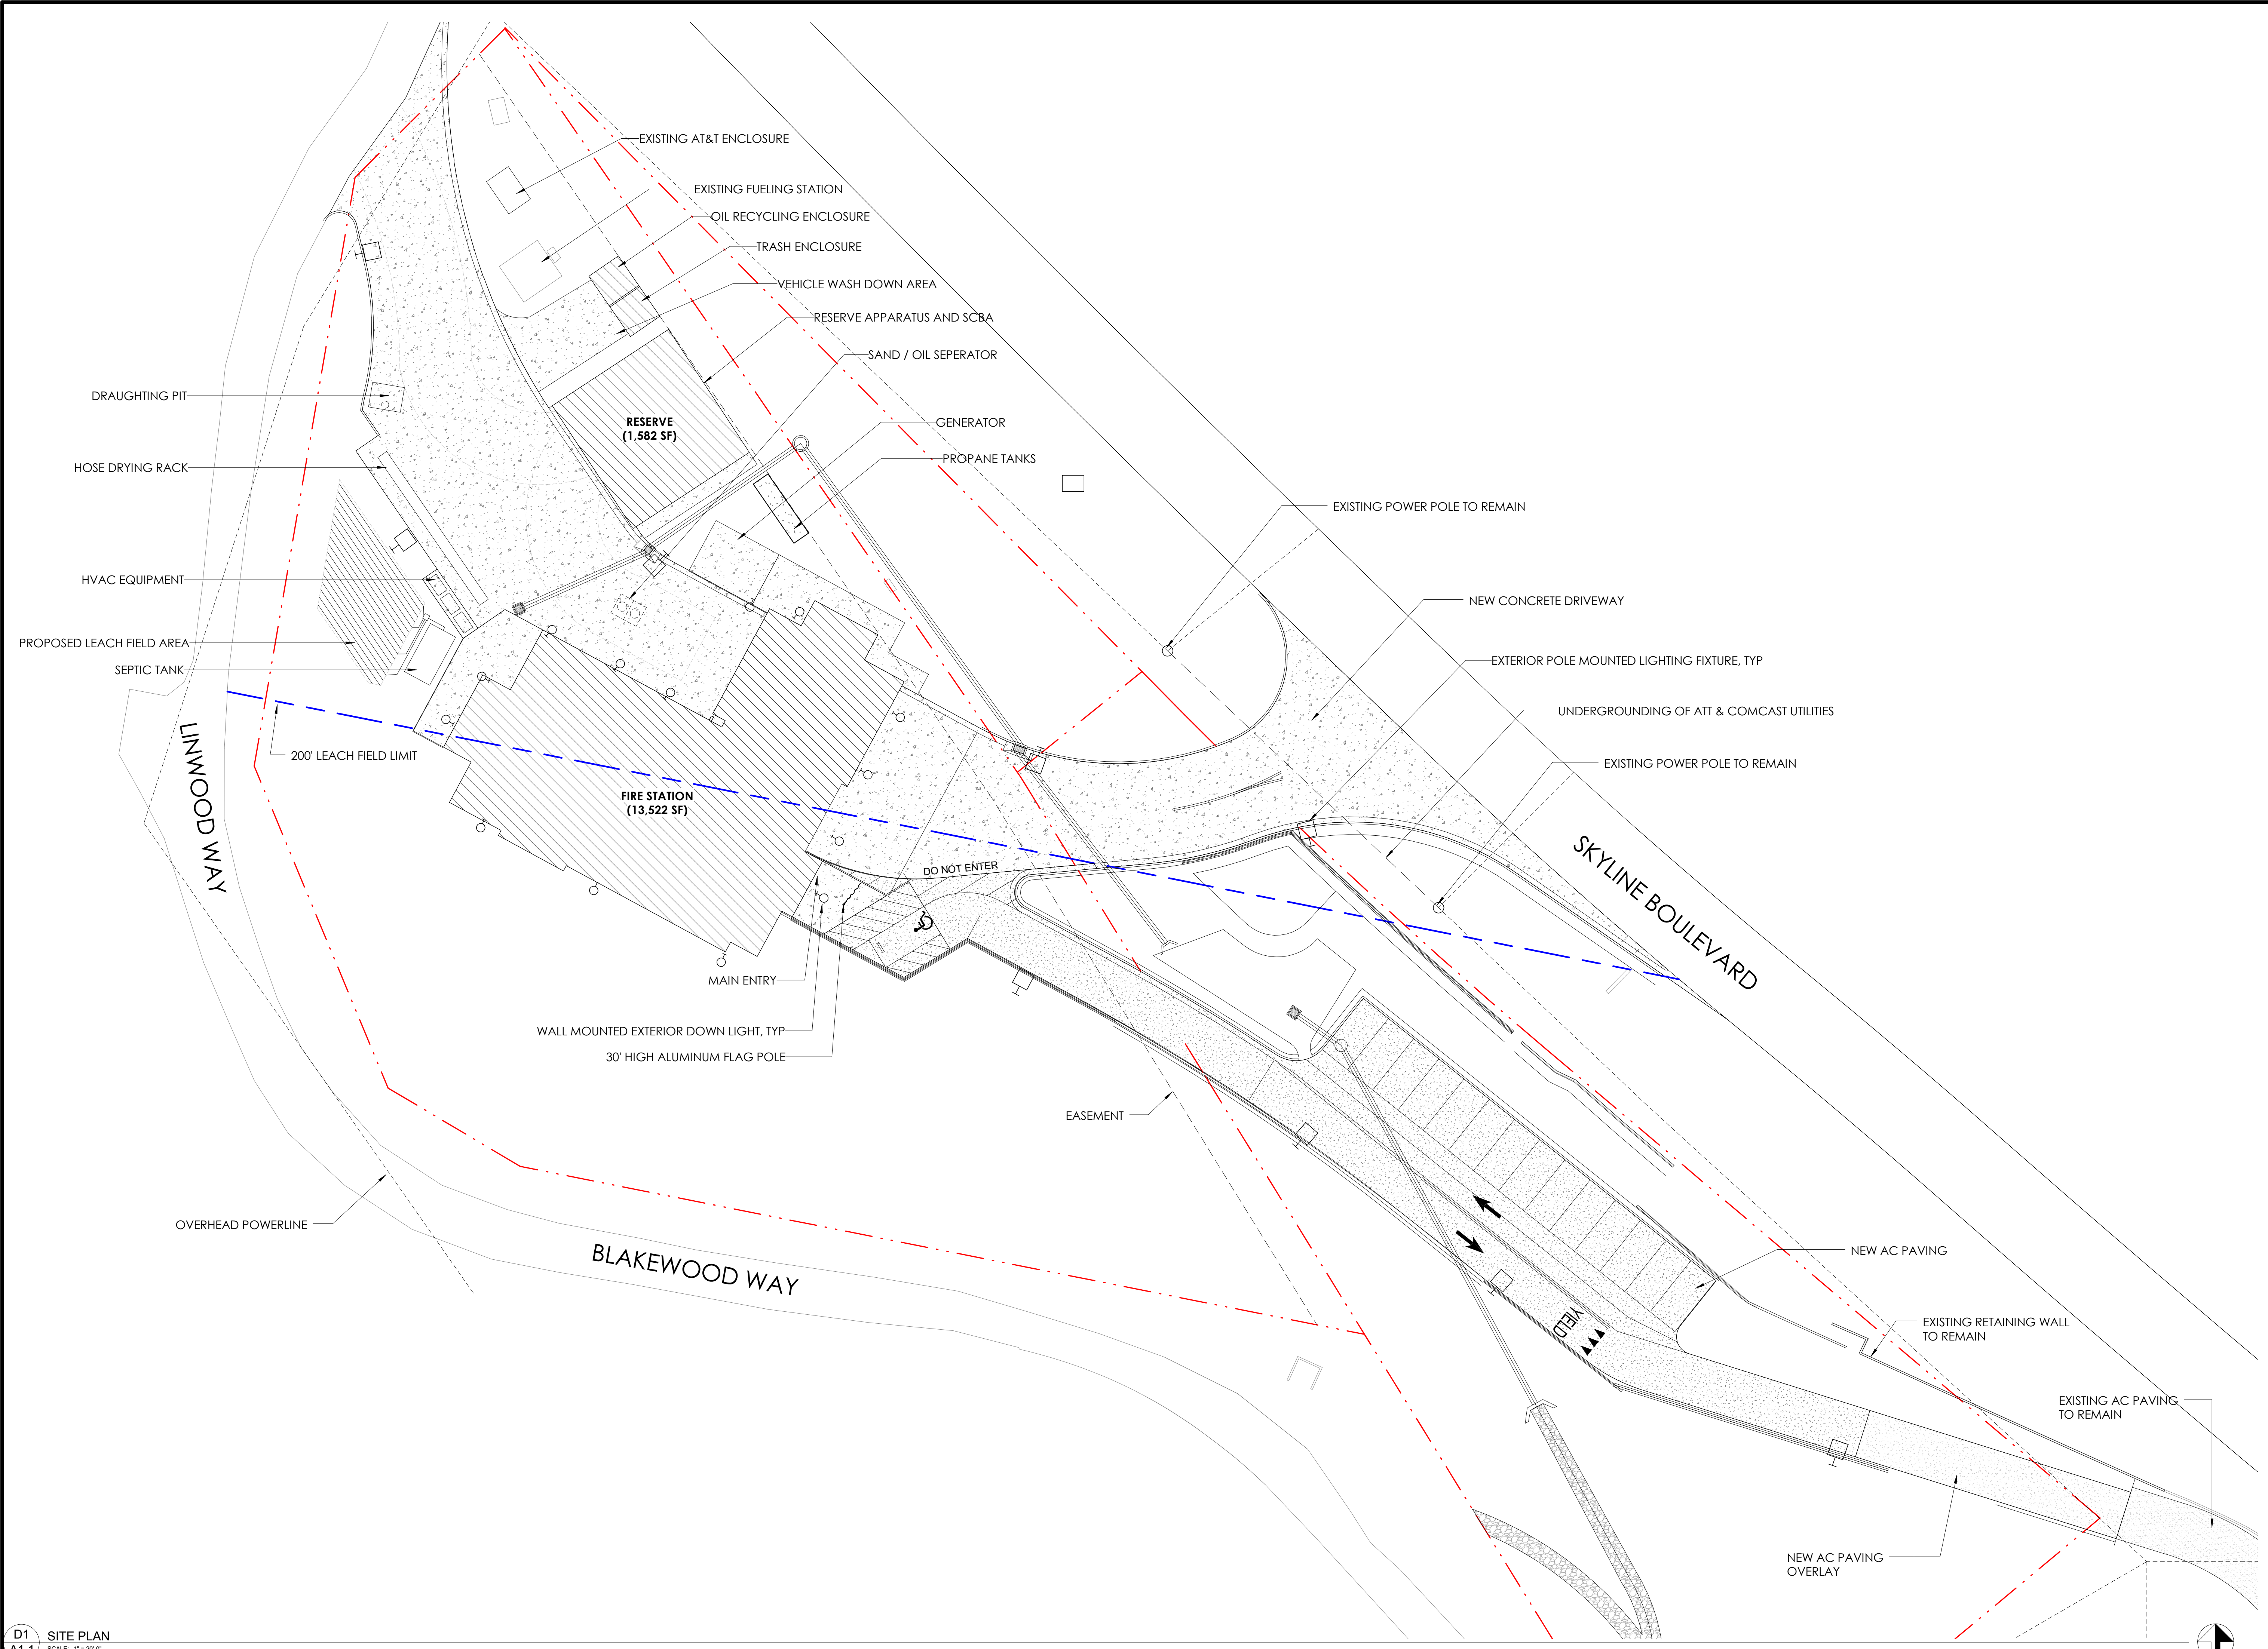 EXISTING AT&T ENCLOSURE
EXISTING FUELING STATION
OIL RECYCLING ENCLOSURE
TRASH ENCLOSURE
VEHICLE WASH DOWN AREA
RESERVE APPARATUS AND SCBA
SAND / OIL SEPERATOR
DRAUGHTING PIT
RESERVE
(1,582 SF)
GENERATOR
PROPANE TANKS
HOSE DRYING RACK
EXISTING POWER POLE TO REMAIN
HVAC EQUIPMENT
NEW CONCRETE DRIVEWAY
PROPOSED LEACH FIELD AREA
SEPTIC TANK
EXTERIOR POLE MOUNTED LIGHTING FIXTURE, TYP
UNDERGROUNDING OF ATT & COMCAST UTILITIES
LINWOOD WAY
200' LEACH FIELD LIMIT
EXISTING POWER POLE TO REMAIN
FIRE STATION
(13,522 SF)
DO NOT ENTER
SKYLINE BOULEVARD
MAIN ENTRY
WALL MOUNTED EXTERIOR DOWN LIGHT, TYP
30' HIGH ALUMINUM FLAG POLE
EASEMENT
OVERHEAD POWERLINE
BLAKEWOOD WAY
NEW AC PAVING
YIELD
EXISTING RETAINING WALL
TO REMAIN
EXISTING AC PAVING
TO REMAIN
NEW AC PAVING
OVERLAY
D1
A1.1
SITE PLAN
SCALE: 1" = 20'-0"